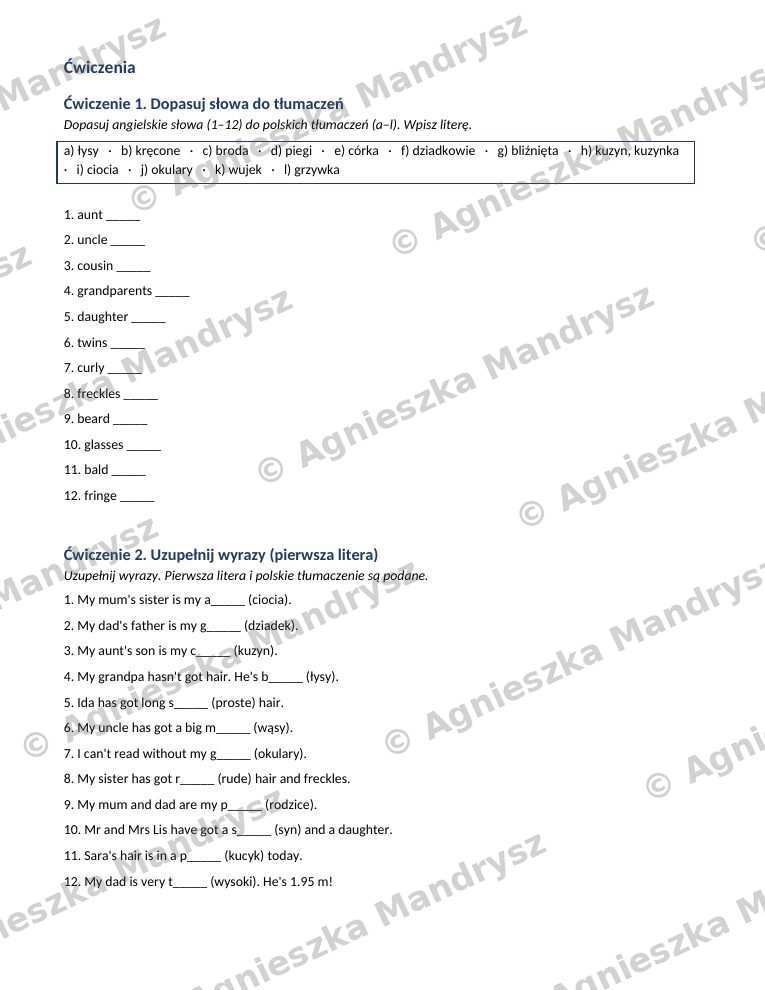 Ćwiczenia
Ćwiczenie 1. Dopasuj słowa do tłumaczeń
Dopasuj angielskie słowa (1–12) do polskich tłumaczeń (a–l). Wpisz literę.
a) łysy · b) kręcone · c) broda · d) piegi · e) córka · f) dziadkowie · g) bliźnięta · h) kuzyn, kuzynka
· i) ciocia · j) okulary · k) wujek · l) grzywka
1. aunt _____
2. uncle _____
3. cousin _____
4. grandparents _____
5. daughter _____
6. twins _____
7. curly _____
8. freckles _____
9. beard _____
10. glasses _____
11. bald _____
12. fringe _____
Ćwiczenie 2. Uzupełnij wyrazy (pierwsza litera)
Uzupełnij wyrazy. Pierwsza litera i polskie tłumaczenie są podane.
1. My mum's sister is my a_____ (ciocia).
2. My dad's father is my g_____ (dziadek).
3. My aunt's son is my c_____ (kuzyn).
4. My grandpa hasn't got hair. He's b_____ (łysy).
5. Ida has got long s_____ (proste) hair.
6. My uncle has got a big m_____ (wąsy).
7. I can't read without my g_____ (okulary).
8. My sister has got r_____ (rude) hair and freckles.
9. My mum and dad are my p_____ (rodzice).
10. Mr and Mrs Lis have got a s_____ (syn) and a daughter.
11. Sara's hair is in a p_____ (kucyk) today.
12. My dad is very t_____ (wysoki). He's 1.95 m!
© Agnieszka Mandrysz